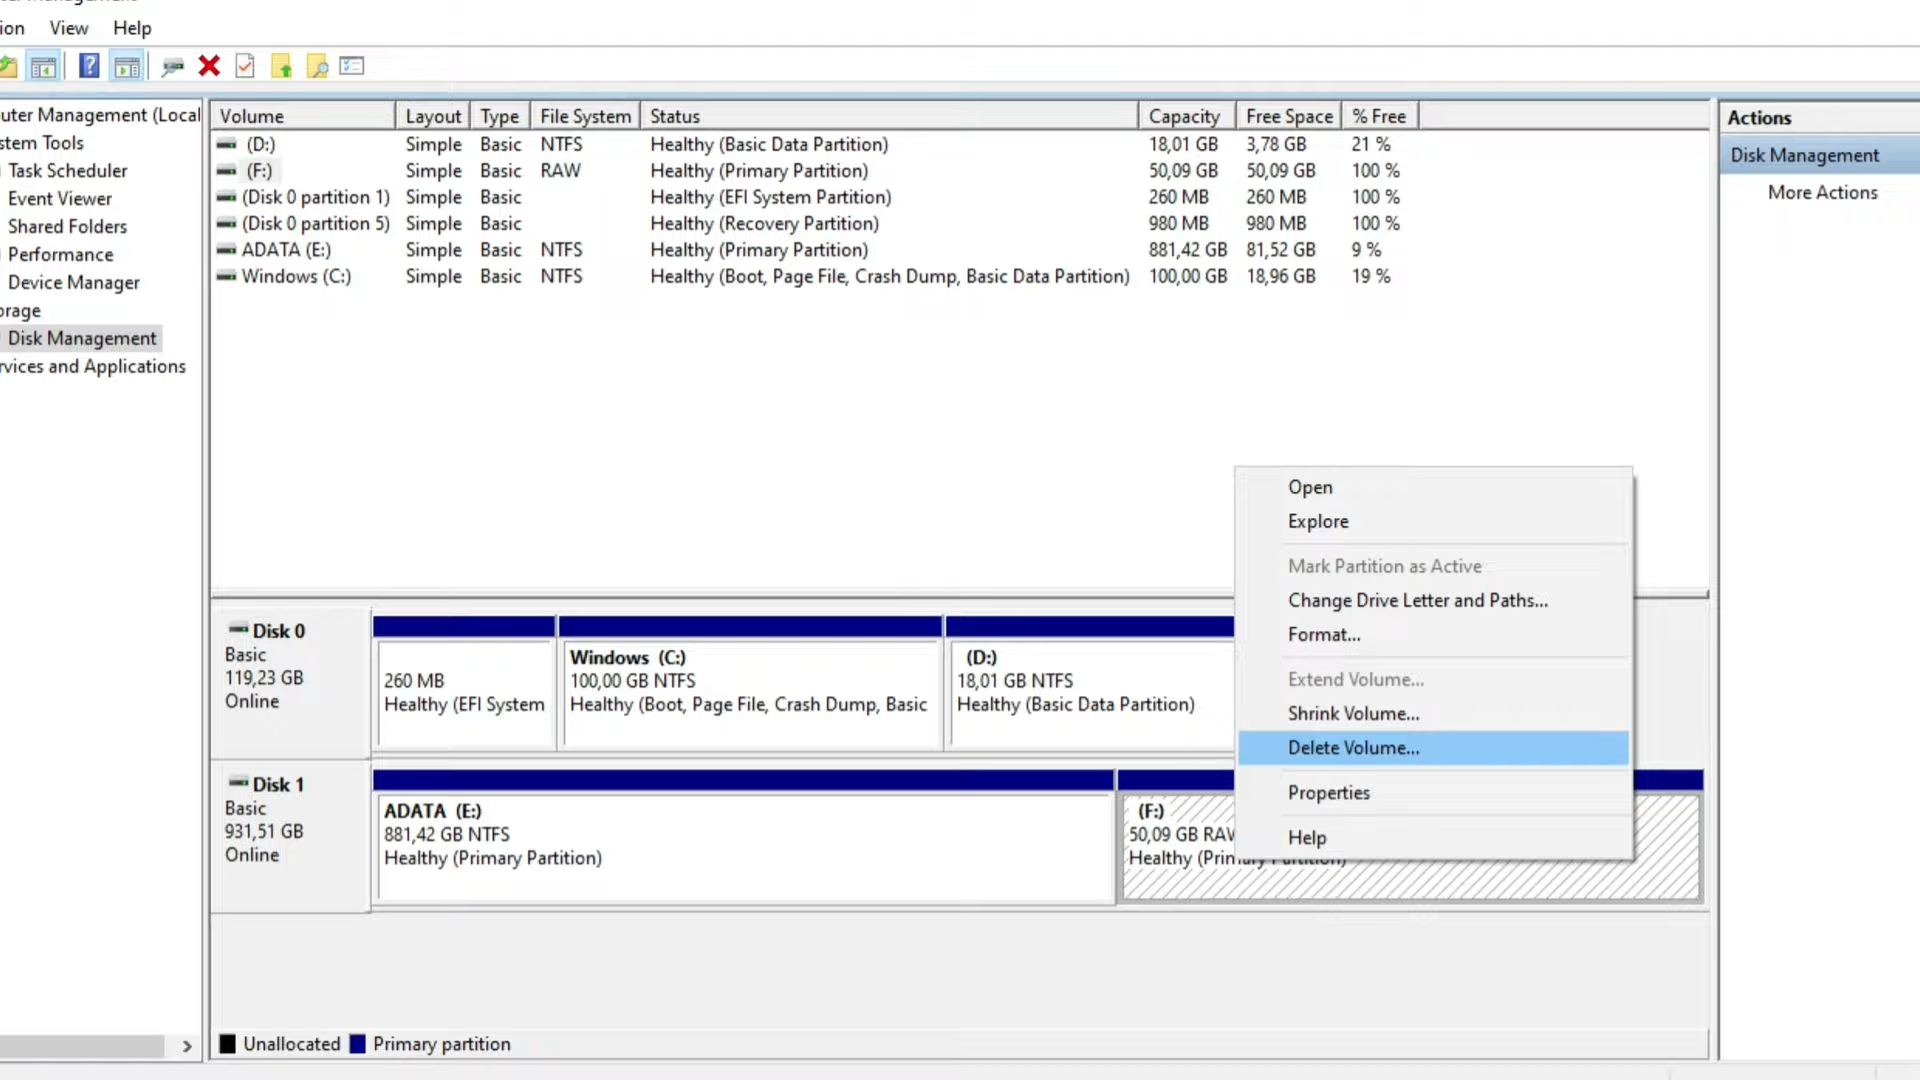 ion View Help
uter Management (Local
stem Tools
Task Scheduler
Event Viewer
Shared Folders
Performance
Device Manager
orage
Disk Management
rvices and Applications
Volume Layout Type File System Status Capacity Free Space % Free
(D:) Simple Basic NTFS Healthy (Basic Data Partition) 18,01 GB 3,78 GB 21 %
(F:) Simple Basic RAW Healthy (Primary Partition) 50,09 GB 50,09 GB 100 %
(Disk 0 partition 1) Simple Basic Healthy (EFI System Partition) 260 MB 260 MB 100 %
(Disk 0 partition 5) Simple Basic Healthy (Recovery Partition) 980 MB 980 MB 100 %
ADATA (E:) Simple Basic NTFS Healthy (Primary Partition) 881,42 GB 81,52 GB 9 %
Windows (C:) Simple Basic NTFS Healthy (Boot, Page File, Crash Dump, Basic Data Partition) 100,00 GB 18,96 GB 19 %
Actions
Disk Management
More Actions
Open
Explore
Mark Partition as Active
Change Drive Letter and Paths...
Format...
Extend Volume...
Shrink Volume...
Delete Volume...
Properties
Help
Disk 0
Basic
119,23 GB
Online
260 MB
Healthy (EFI System
Windows (C:)
100,00 GB NTFS
Healthy (Boot, Page File, Crash Dump, Basic
(D:)
18,01 GB NTFS
Healthy (Basic Data Partition)
Disk 1
Basic
931,51 GB
Online
ADATA (E:)
881,42 GB NTFS
Healthy (Primary Partition)
(F:)
50,09 GB RAW
Healthy (Primary Partition)
Unallocated Primary partition